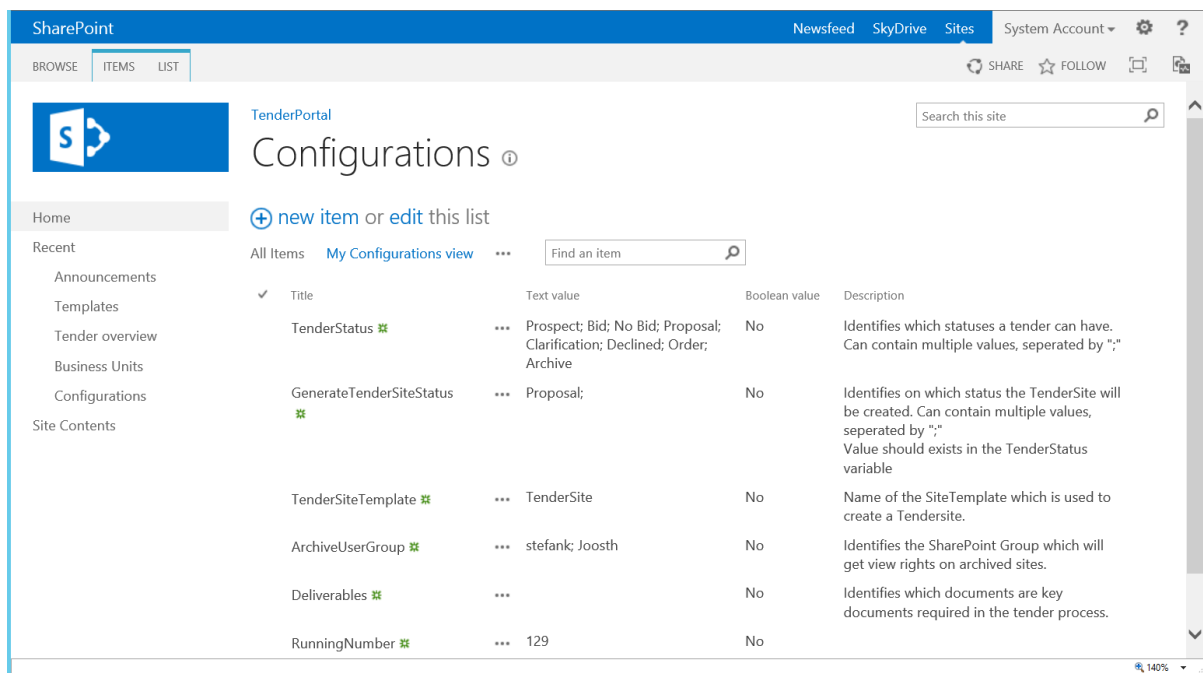 SharePoint
Newsfeed SkyDrive Sites System Account ?
BROWSE ITEMS LIST
SHARE FOLLOW
S
TenderPortal
Search this site
Configurations
Home
new item or edit this list
Recent
All Items My Configurations view ••• Find an item
Announcements
Templates
Tender overview
Business Units
Configurations
Site Contents
Title Text value Boolean value Description
TenderStatus ••• Prospect; Bid; No Bid; Proposal; No Identifies which statuses a tender can have.
Clarification; Declined; Order; Can contain multiple values, seperated by ";"
Archive
GenerateTenderSiteStatus ••• Proposal; No Identifies on which status the TenderSite will
be created. Can contain multiple values,
seperated by ";"
Value should exists in the TenderStatus
variable
TenderSiteTemplate ••• TenderSite No Name of the SiteTemplate which is used to
create a Tendersite.
ArchiveUserGroup ••• stefank; Joosth No Identifies the SharePoint Group which will
get view rights on archived sites.
Deliverables ••• No Identifies which documents are key
documents required in the tender process.
RunningNumber ••• 129 No
140%